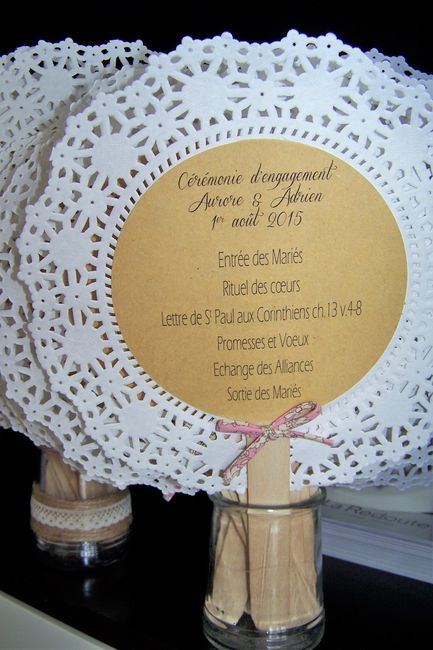 Cérémonie d'engagement
Aurore & Adrien
1er août 2015
Entrée des Mariés
Rituel des cœurs
Lettre de St Paul aux Corinthiens ch.13 v.4-8
Promesses et Voeux
Echange des Alliances
Sortie des Mariés
Redoute